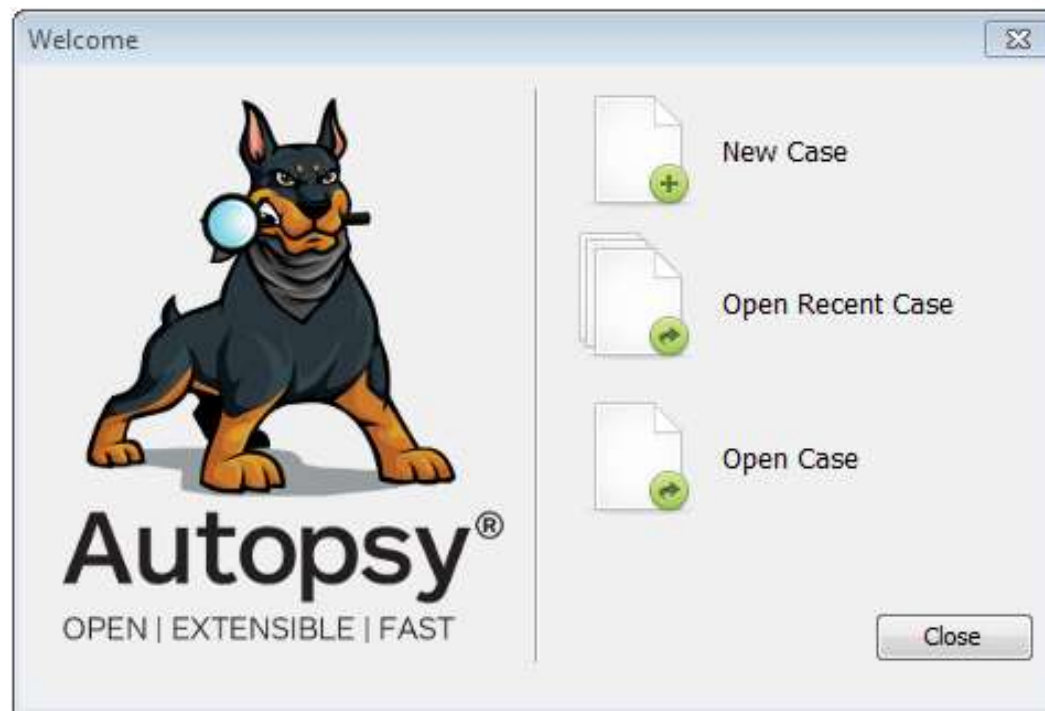 Welcome
New Case
Open Recent Case
Open Case
Autopsy®
OPEN | EXTENSIBLE | FAST
Close